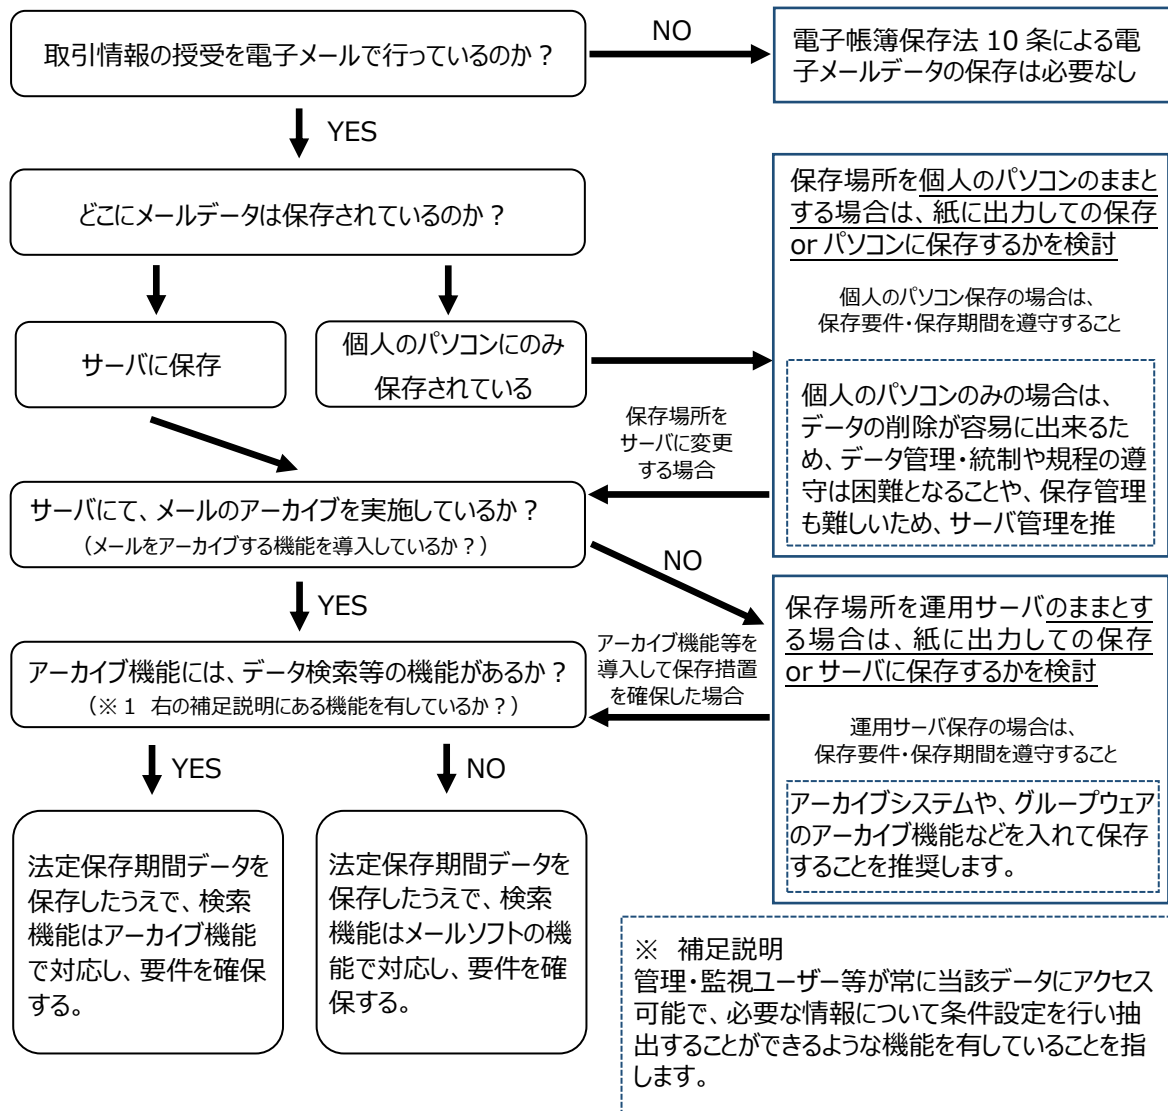 取引情報の授受を電子メールで行っているのか？
NO
電子帳簿保存法 10 条による電
子メールデータの保存は必要なし
YES
どこにメールデータは保存されているのか？
サーバに保存
個人のパソコンにのみ
保存されている
保存場所を個人のパソコンのままと
する場合は、紙に出力しての保存
or パソコンに保存するかを検討
個人のパソコン保存の場合は、
保存要件・保存期間を遵守すること
個人のパソコンのみの場合は、
データの削除が容易に出来るた
め、データ管理・統制や規程の遵
守は困難となることや、保存管理
も難しいため、サーバ管理を推
保存場所を
サーバに変更
する場合
サーバにて、メールのアーカイブを実施しているか？
（メールをアーカイブする機能を導入しているか？）
NO
YES
保存場所を運用サーバのままとす
る場合は、紙に出力しての保存
or サーバに保存するかを検討
運用サーバ保存の場合は、
保存要件・保存期間を遵守すること
アーカイブシステムや、グループウェア
のアーカイブ機能などを入れて保存
することを推奨します。
アーカイブ機能等を
導入して保存措置
を確保した場合
アーカイブ機能には、データ検索等の機能があるか？
（※１ 右の補足説明にある機能を有しているか？）
YES
NO
法定保存期間データを
保存したうえで、検索
機能はアーカイブ機能
で対応し、要件を確保
する。
法定保存期間データを
保存したうえで、検索
機能はメールソフトの機
能で対応し、要件を確
保する。
※ 補足説明
管理・監視ユーザー等が常に当該データにアクセス
可能で、必要な情報について条件設定を行い抽
出することができるような機能を有していることを指
します。